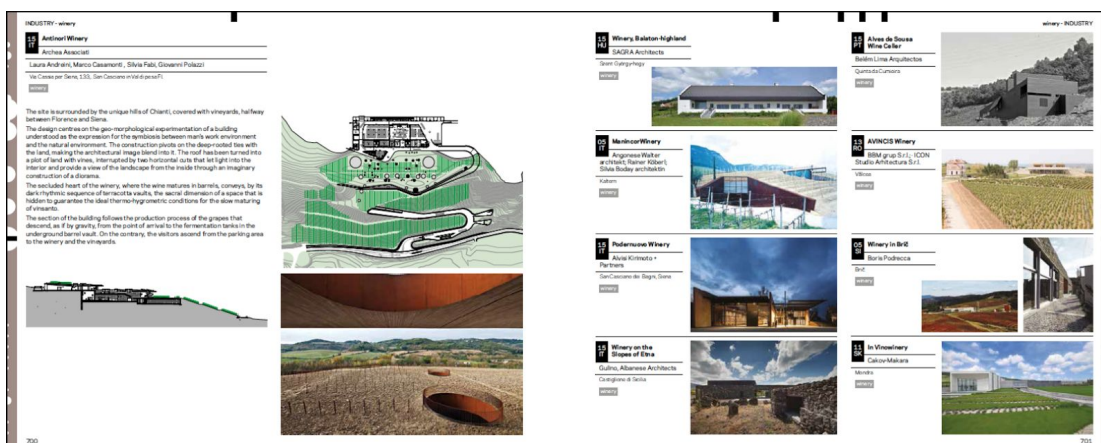 INDUSTRY - winery
15
IT
Antinori Winery
Archea Associati
Laura Andreini, Marco Casamonti, Silvia Fabi, Giovanni Polazzi
Via Cassia per Siena, 133, San Casciano in Val di pesa FI.
winery
The site is surrounded by the unique hills of Chianti, covered with vineyards, halfway
between Florence and Siena.
The design centres on the geo-morphological experimentation of a building
understood as the expression for the symbiosis between man's work environment
and the natural environment. The construction pivots on the deep-rooted ties with
the land, making the architectural image blend into it. The roof has been turned into
a plot of land with vines, interrupted by two horizontal cuts that let light into the
interior and provide a view of the landscape from the inside through an imaginary
construction of a diorama.
The secluded heart of the winery, where the wine matures in barrels, conveys, by its
dark rhythmic sequence of terracotta vaults, the sacral dimension of a space that is
hidden to guarantee the ideal thermo-hygrometric conditions for the slow maturing
of vinsanto.
The section of the building follows the production process of the grapes that
descend, as if by gravity, from the point of arrival to the fermentation tanks in the
underground barrel vault. On the contrary, the visitors ascend from the parking area
to the winery and the vineyards.
700
winery - INDUSTRY
15
HU
Winery, Balaton-highland
SAGRA Architects
Szent György-hegy
winery
05
IT
Manincor Winery
Angonese Walter
architekt; Rainer Köberl;
Silvia Boday architektin
Kaltern
winery
15
IT
Podernuovo Winery
Alvisi Kirimoto +
Partners
San Casciano dei Bagni, Siena
winery
15
IT
Winery on the
Slopes of Etna
Gulino, Albanese Architects
Castiglione di Sicilia
winery
15
PT
Alves de Sousa
Wine Celler
Belém Lima Arquitectos
Quinta da Gaivosa
winery
13
RO
AVINCIS Winery
BBM grup S.r.l.; ICON
Studio Arhitectura S.r.l.
Vâlcea
winery
05
SI
Winery in Brič
Boris Podrecca
Brič
winery
11
SK
In Vino winery
Cakov-Makara
Modra
winery
701